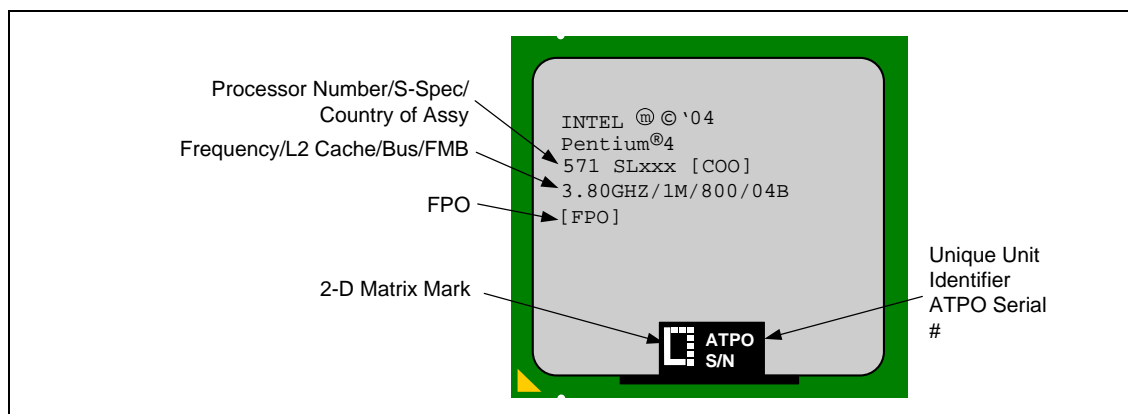 Processor Number/S-Spec/
Country of Assy
Frequency/L2 Cache/Bus/FMB
FPO
2-D Matrix Mark
INTEL ⓜ © ‘04
Pentium®4
571 SLxxx [COO]
3.80GHZ/1M/800/04B
[FPO]
ATPO
S/N
Unique Unit
Identifier
ATPO Serial
#